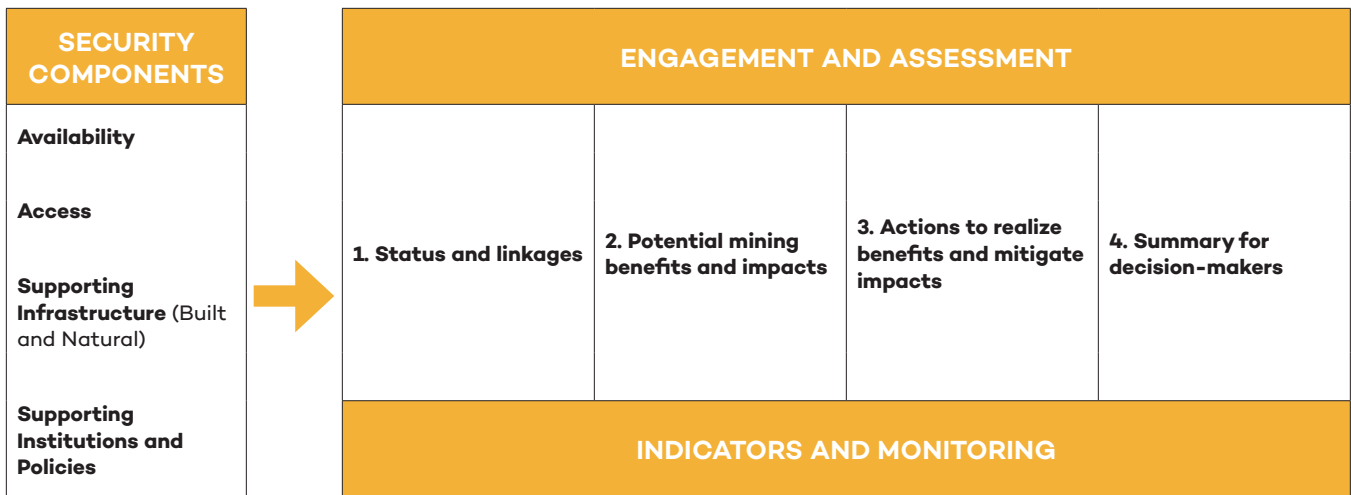 SECURITY
COMPONENTS
Availability
Access
Supporting
Infrastructure (Built
and Natural)
Supporting
Institutions and
Policies
ENGAGEMENT AND ASSESSMENT
1. Status and linkages
2. Potential mining
benefits and impacts
3. Actions to realize
benefits and mitigate
impacts
4. Summary for
decision-makers
INDICATORS AND MONITORING